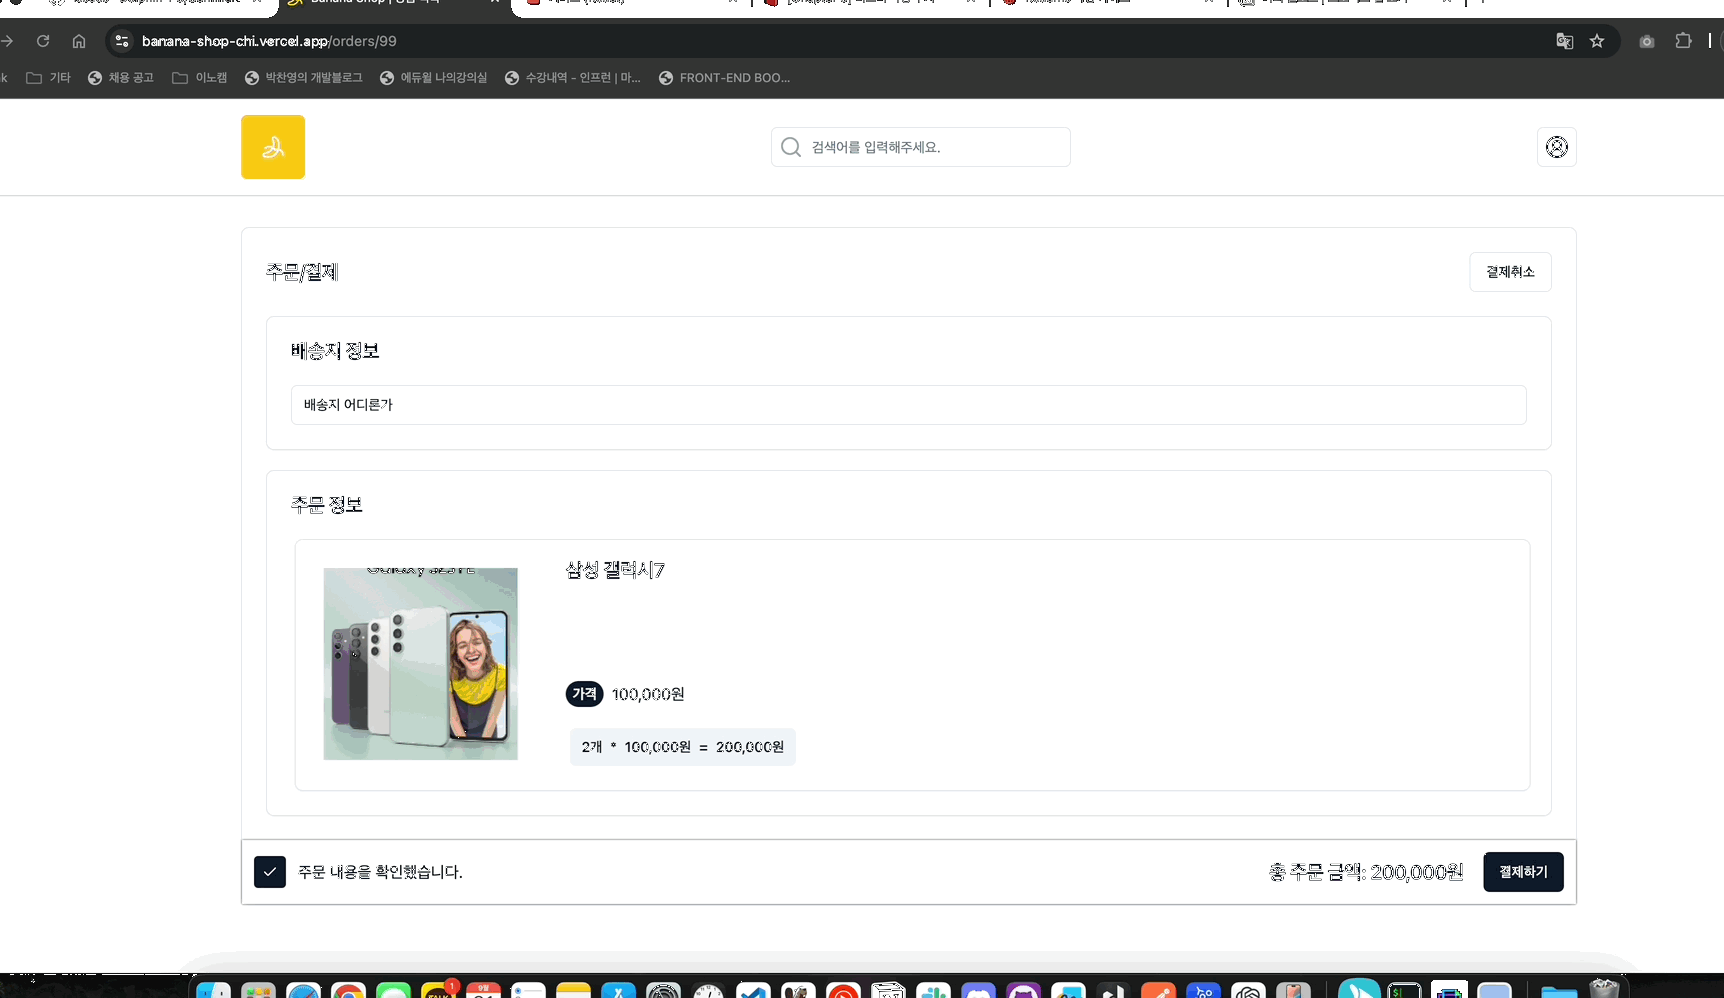 banana-shop-chi.vercel.app/orders/99
기타
채용 공고
이노캠
박찬영의 개발블로그
에듀윌 나의강의실
수강내역 - 인프런 | 마...
FRONT-END BOO...
검색어를 입력해주세요.
주문/결제
결제취소
배송지 정보
배송지 어디론가
주문 정보
삼성 갤럭시7
가격 100,000원
2개 * 100,000원 = 200,000원
주문 내용을 확인했습니다.
총 주문 금액: 200,000원
결제하기